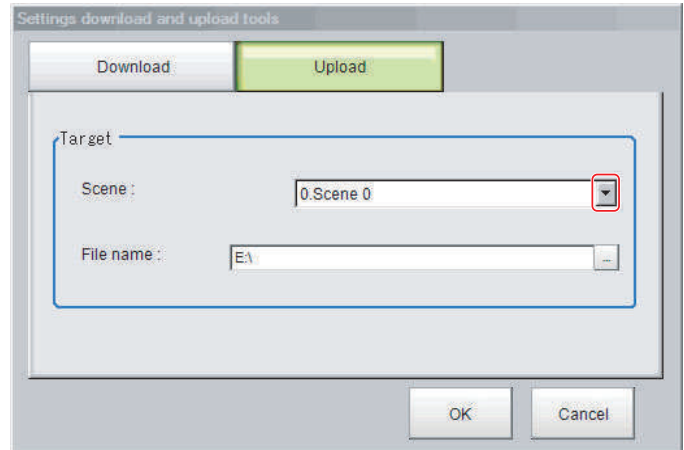 Settings download and upload tools
Download Upload
Target
Scene : 0.Scene 0
File name : E:\ ...
OK Cancel